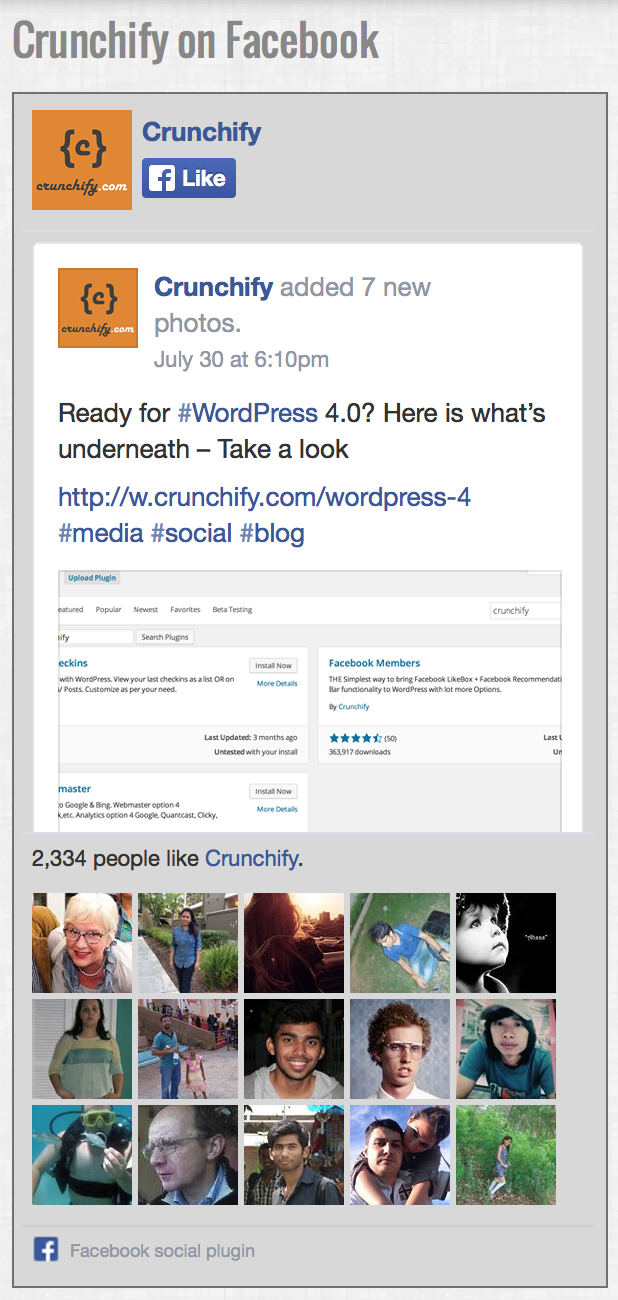 Crunchify on Facebook
{c}
crunchify.com
Crunchify
Like
{c}
crunchify.com
Crunchify added 7 new
photos.
July 30 at 6:10pm
Ready for #WordPress 4.0? Here is what’s
underneath – Take a look
http://w.crunchify.com/wordpress-4
#media #social #blog
Upload Plugin
eatured Popular Newest Favorites Beta Testing
crunchify
ify
Search Plugins
eckins
Install Now
with WordPress. View your last checkins as a list OR on
/ Posts. Customize as per your need.
More Details
Last Updated: 3 months ago
Untested with your install
Facebook Members
THE Simplest way to bring Facebook LikeBox + Facebook Recommendati
Bar functionality to WordPress with lot more Options.
By Crunchify
(50)
363,917 downloads
Last U
Un
master
Install Now
to Google & Bing. Webmaster option 4
k,etc. Analytics option 4 Google, Quantcast, Clicky,
More Details
2,334 people like Crunchify.
"Ahana"
Facebook social plugin